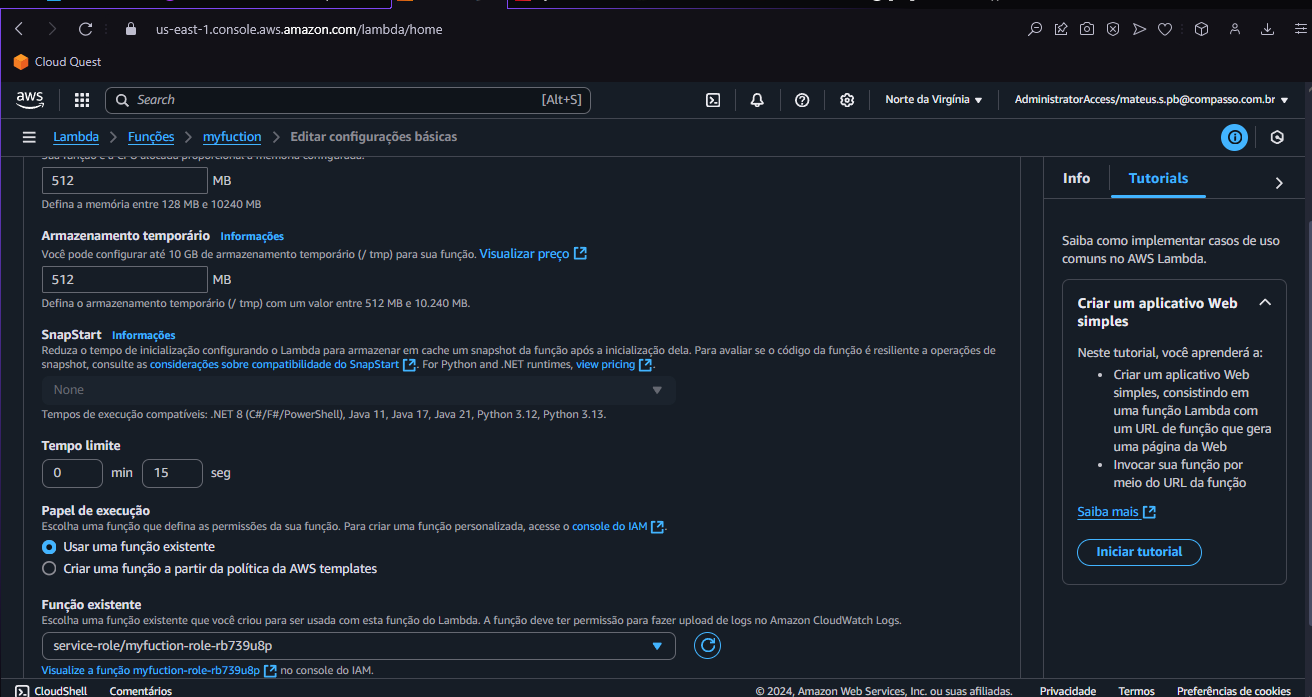 us-east-1.console.aws.amazon.com/lambda/home
Cloud Quest
aws
Search
[Alt+S]
Norte da Virgínia
AdministratorAccess/mateus.s.pb@compasso.com.br
Lambda > Funções > myfuction > Editar configurações básicas
Sua função e a CPU alocada proporcional à memória configurada.
512 MB
Defina a memória entre 128 MB e 10240 MB
Armazenamento temporário Informações
Você pode configurar até 10 GB de armazenamento temporário (/ tmp) para sua função. Visualizar preço
512 MB
Defina o armazenamento temporário (/ tmp) com um valor entre 512 MB e 10.240 MB.
SnapStart Informações
Reduza o tempo de inicialização configurando o Lambda para armazenar em cache um snapshot da função após a inicialização dela. Para avaliar se o código da função é resiliente a operações de
snapshot, consulte as considerações sobre compatibilidade do SnapStart. For Python and .NET runtimes, view pricing.
None
Tempos de execução compatíveis: .NET 8 (C#/F#/PowerShell), Java 11, Java 17, Java 21, Python 3.12, Python 3.13.
Tempo limite
0 min 15 seg
Papel de execução
Escolha uma função que defina as permissões da sua função. Para criar uma função personalizada, acesse o console do IAM.
Usar uma função existente
Criar uma função a partir da política da AWS templates
Função existente
Escolha uma função existente que você criou para ser usada com esta função do Lambda. A função deve ter permissão para fazer upload de logs no Amazon CloudWatch Logs.
service-role/myfuction-role-rb739u8p
Visualize a função myfuction-role-rb739u8p no console do IAM.
Info
Tutorials
Saiba como implementar casos de uso
comuns no AWS Lambda.
Criar um aplicativo Web
simples
Neste tutorial, você aprenderá a:
• Criar um aplicativo Web
simples, consistindo em
uma função Lambda com
um URL de função que gera
uma página da Web
• Invocar sua função por
meio do URL da função
Saiba mais
Iniciar tutorial
CloudShell
Comentários
© 2024, Amazon Web Services, Inc. ou suas afiliadas.
Privacidade
Termos
Preferências de cookies